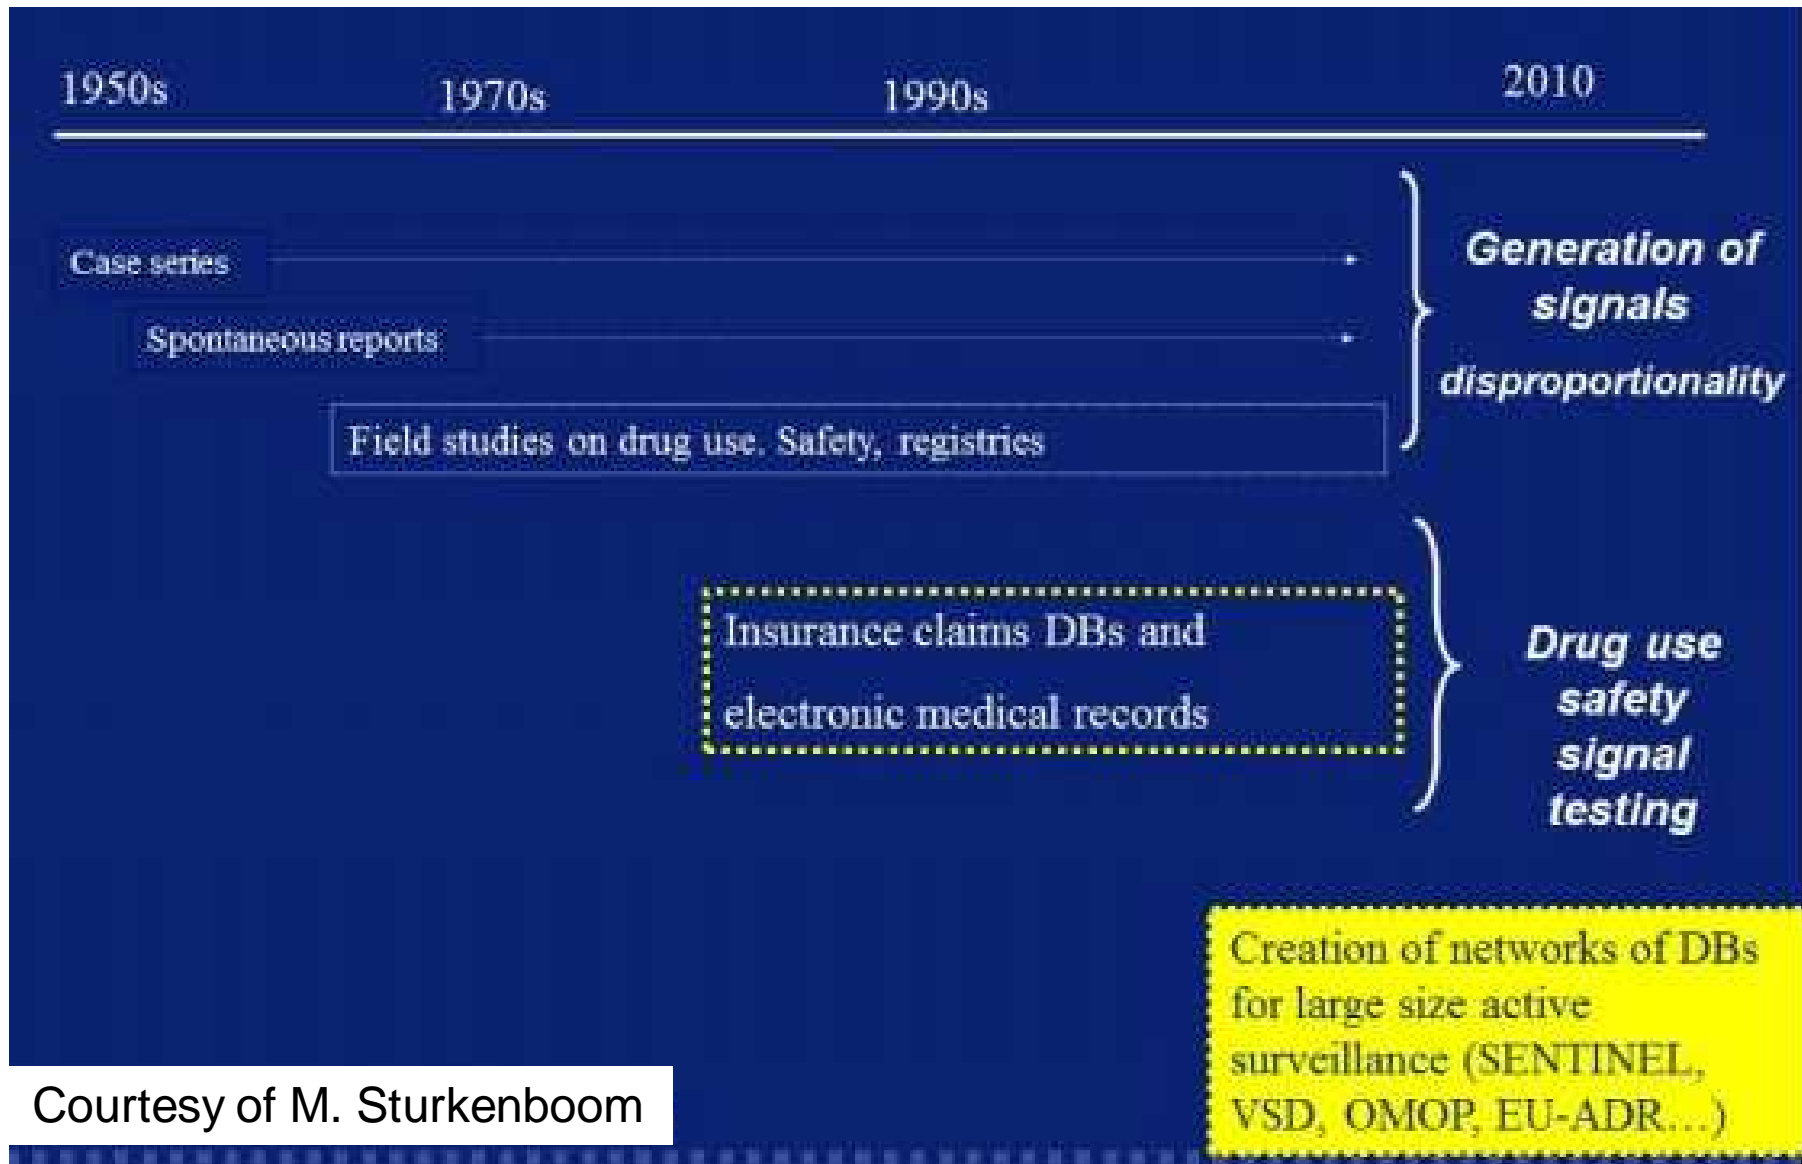 1950s 1970s 1990s 2010
Case series
Spontaneous reports
Field studies on drug use. Safety, registries
Generation of
signals
disproportionality
Insurance claims DBs and
electronic medical records
Drug use
safety
signal
testing
Creation of networks of DBs
for large size active
surveillance (SENTINEL,
VSD, OMOP, EU-ADR…)
Courtesy of M. Sturkenboom